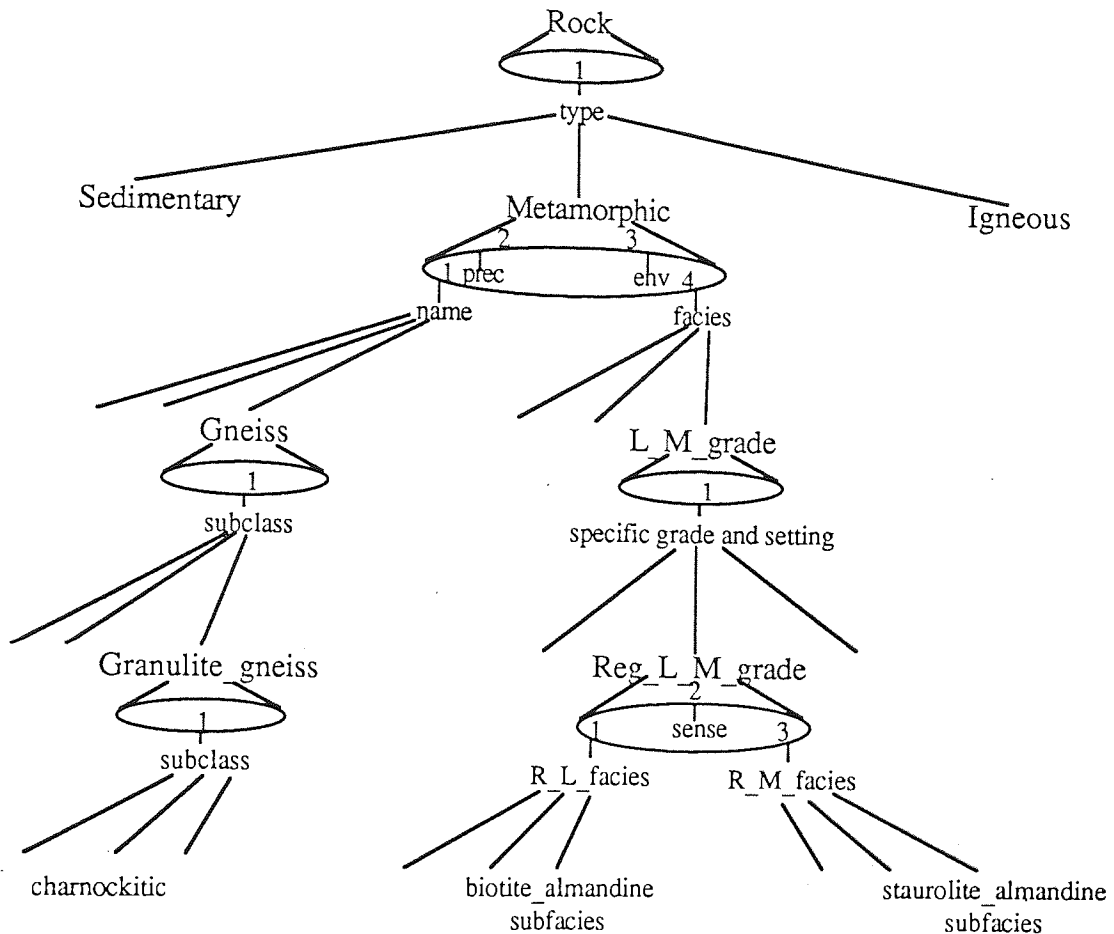 Rock
1
type
Sedimentary
Metamorphic
Igneous
2 3
1 prec env 4
name
facies
Gneiss
L_M_grade
1
1
subclass
specific grade and setting
Granulite_gneiss
Reg_L_M_grade
2
1
1 sense 3
subclass
R_L_facies
R_M_facies
charnockitic
biotite_almandine
subfacies
staurolite_almandine
subfacies